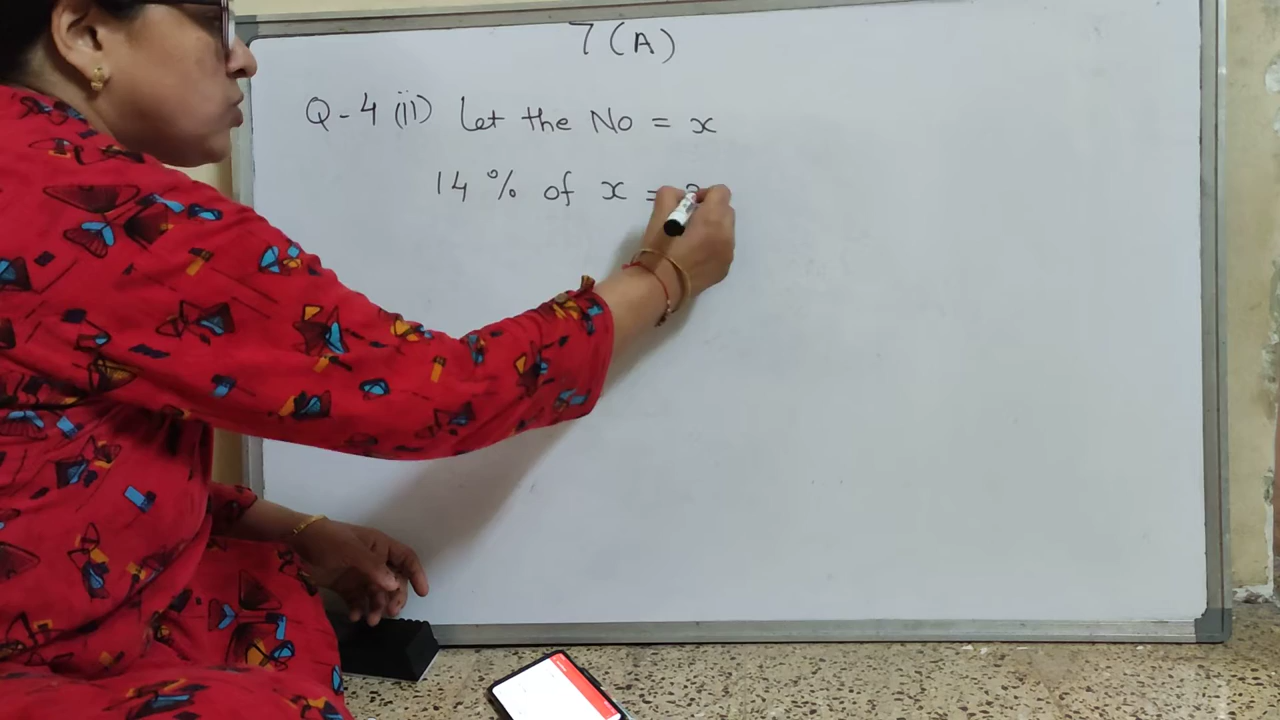 7 (A)
Q-4 (ii) Let the No = x
14 % of x =